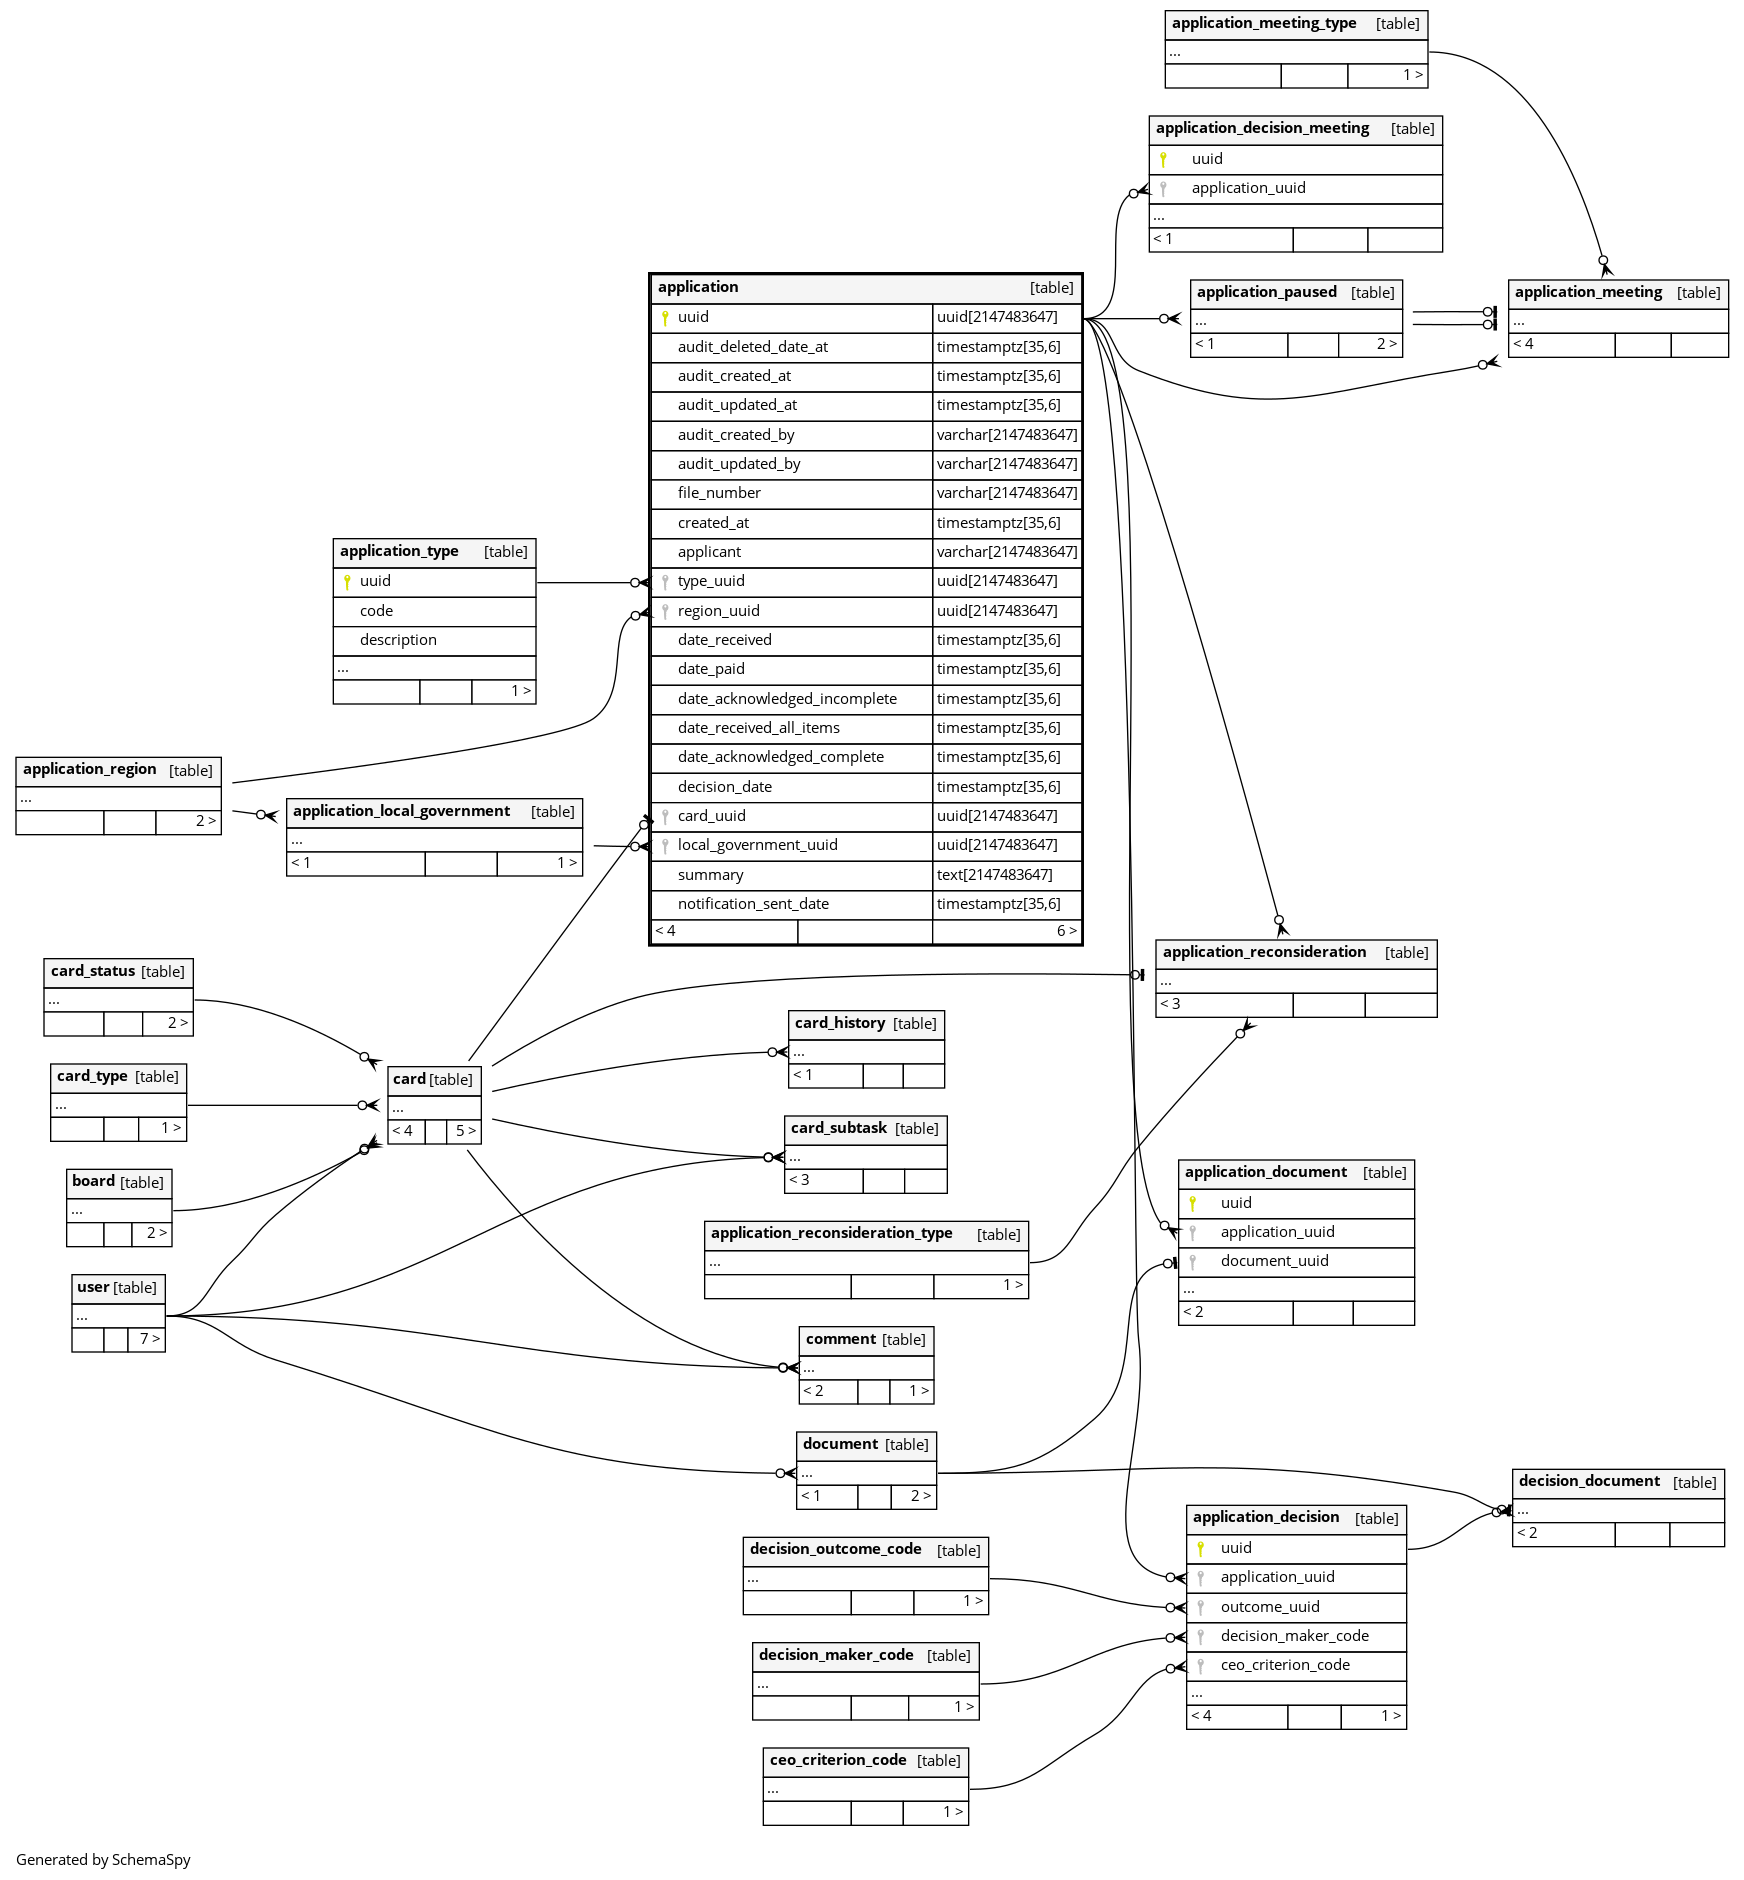 application_meeting_type [table]
...
1 >
application_decision_meeting [table]
uuid
application_uuid
...
< 1
application_paused [table]
...
< 1 2 >
application_meeting [table]
...
< 4
application [table]
uuid uuid[2147483647]
audit_deleted_date_at timestamptz[35,6]
audit_created_at timestamptz[35,6]
audit_updated_at timestamptz[35,6]
audit_created_by varchar[2147483647]
audit_updated_by varchar[2147483647]
file_number varchar[2147483647]
created_at timestamptz[35,6]
applicant varchar[2147483647]
type_uuid uuid[2147483647]
region_uuid uuid[2147483647]
date_received timestamptz[35,6]
date_paid timestamptz[35,6]
date_acknowledged_incomplete timestamptz[35,6]
date_received_all_items timestamptz[35,6]
date_acknowledged_complete timestamptz[35,6]
decision_date timestamptz[35,6]
card_uuid uuid[2147483647]
local_government_uuid uuid[2147483647]
summary text[2147483647]
notification_sent_date timestamptz[35,6]
< 4 6 >
application_type [table]
uuid
code
description
...
1 >
application_region [table]
...
2 >
application_local_government [table]
...
< 1 1 >
application_reconsideration [table]
...
< 3
card_status [table]
...
2 >
card_type [table]
...
1 >
board [table]
...
2 >
user [table]
...
7 >
card [table]
...
< 4 5 >
card_history [table]
...
< 1
card_subtask [table]
...
< 3
application_reconsideration_type [table]
...
1 >
comment [table]
...
< 2 1 >
document [table]
...
< 1 2 >
application_document [table]
uuid
application_uuid
document_uuid
...
< 2
decision_document [table]
...
< 2
decision_outcome_code [table]
...
1 >
decision_maker_code [table]
...
1 >
ceo_criterion_code [table]
...
1 >
application_decision [table]
uuid
application_uuid
outcome_uuid
decision_maker_code
ceo_criterion_code
...
< 4 1 >
Generated by SchemaSpy